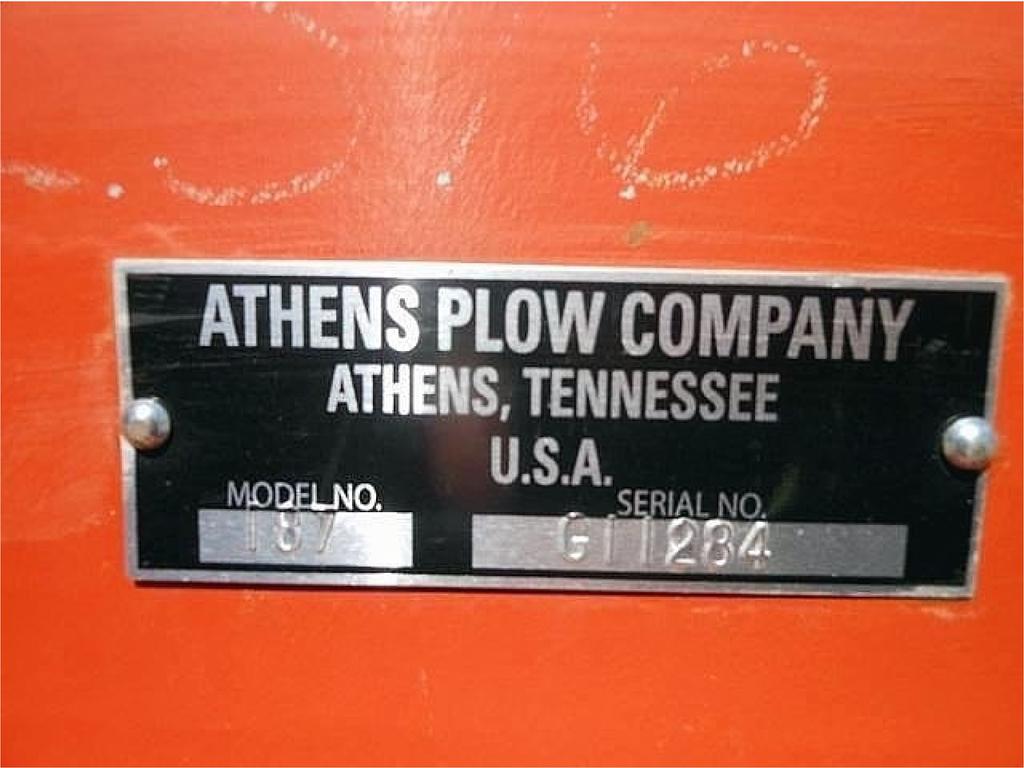 ATHENS PLOW COMPANY
ATHENS, TENNESSEE
U.S.A.
MODEL NO. SERIAL NO.
187 G11284